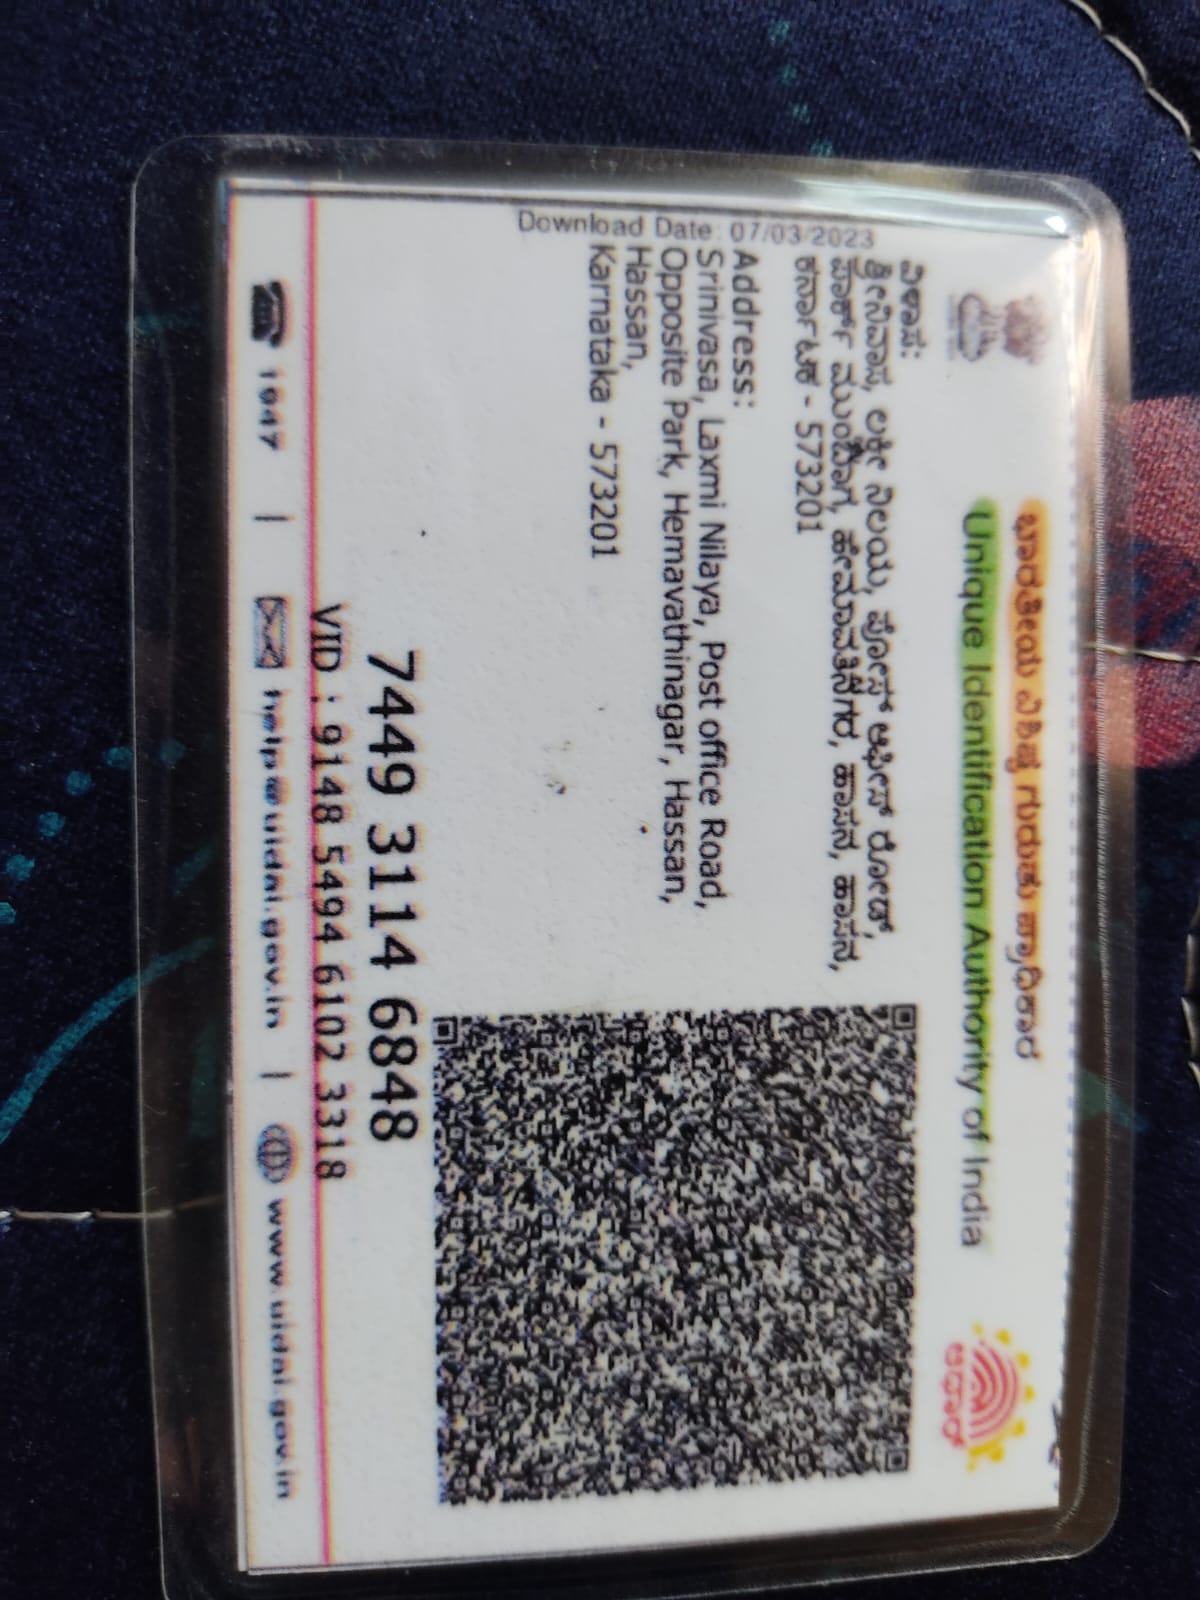 ಭಾರತೀಯ ವಿಶಿಷ್ಟ ಗುರುತು ಪ್ರಾಧಿಕಾರ
Unique Identification Authority of India
ಆಧಾರ್
Download Date: 07/03/2023
ವಿಳಾಸ:
ಶ್ರೀನಿವಾಸ, ಲಕ್ಷ್ಮೀ ನಿಲಯ, ಪೋಸ್ಟ್ ಆಫೀಸ್ ರೋಡ್,
ಪಾರ್ಕ್ ಮುಂಭಾಗ, ಹೇಮಾವತಿನಗರ, ಹಾಸನ, ಹಾಸನ,
ಕರ್ನಾಟಕ - 573201
Address:
Srinivasa, Laxmi Nilaya, Post office Road,
Opposite Park, Hemavathinagar, Hassan,
Hassan,
Karnataka - 573201
7449 3114 6848
VID : 9148 5494 6102 3318
1947 | help@uidai.gov.in | www.uidai.gov.in